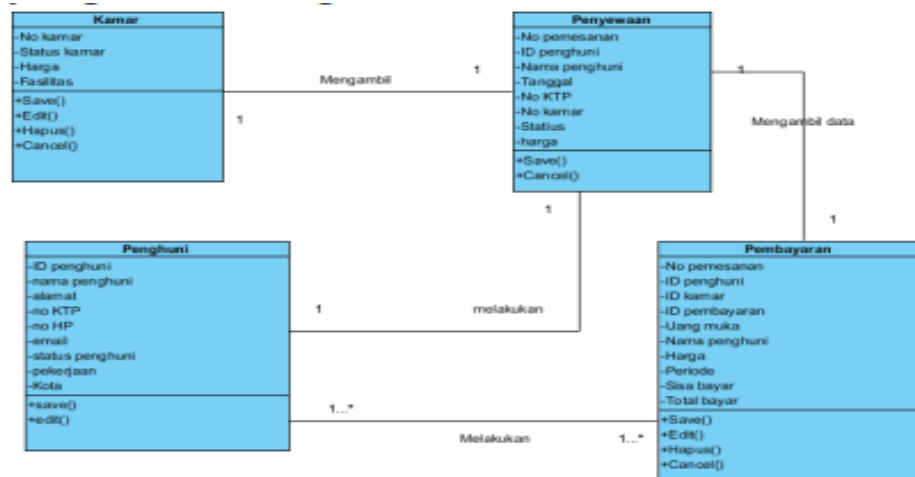 Kamar
-No kamar
-Status kamar
-Harga
-Fasilitas
+Save()
+Edit()
+Hapus()
+Cancel()
Mengambil
1
1
Penyewaan
-No pemesanan
-ID penghuni
-Nama penghuni
-Tanggal
-No KTP
-No kamar
-Statius
-harga
+Save()
+Cancel()
1
Mengambil data
1
1
Penghuni
-ID penghuni
-nama penghuni
-alamat
-no KTP
-no HP
-email
-status penghuni
-pekerjaan
-Kota
+save()
+edit()
1
melakukan
1...*
Melakukan
1...*
Pembayaran
-No pemesanan
-ID penghuni
-ID kamar
-ID pembayaran
-Uang muka
-Nama penghuni
-Harga
-Periode
-Sisa bayar
-Total bayar
+Save()
+Edit()
+Hapus()
+Cancel()